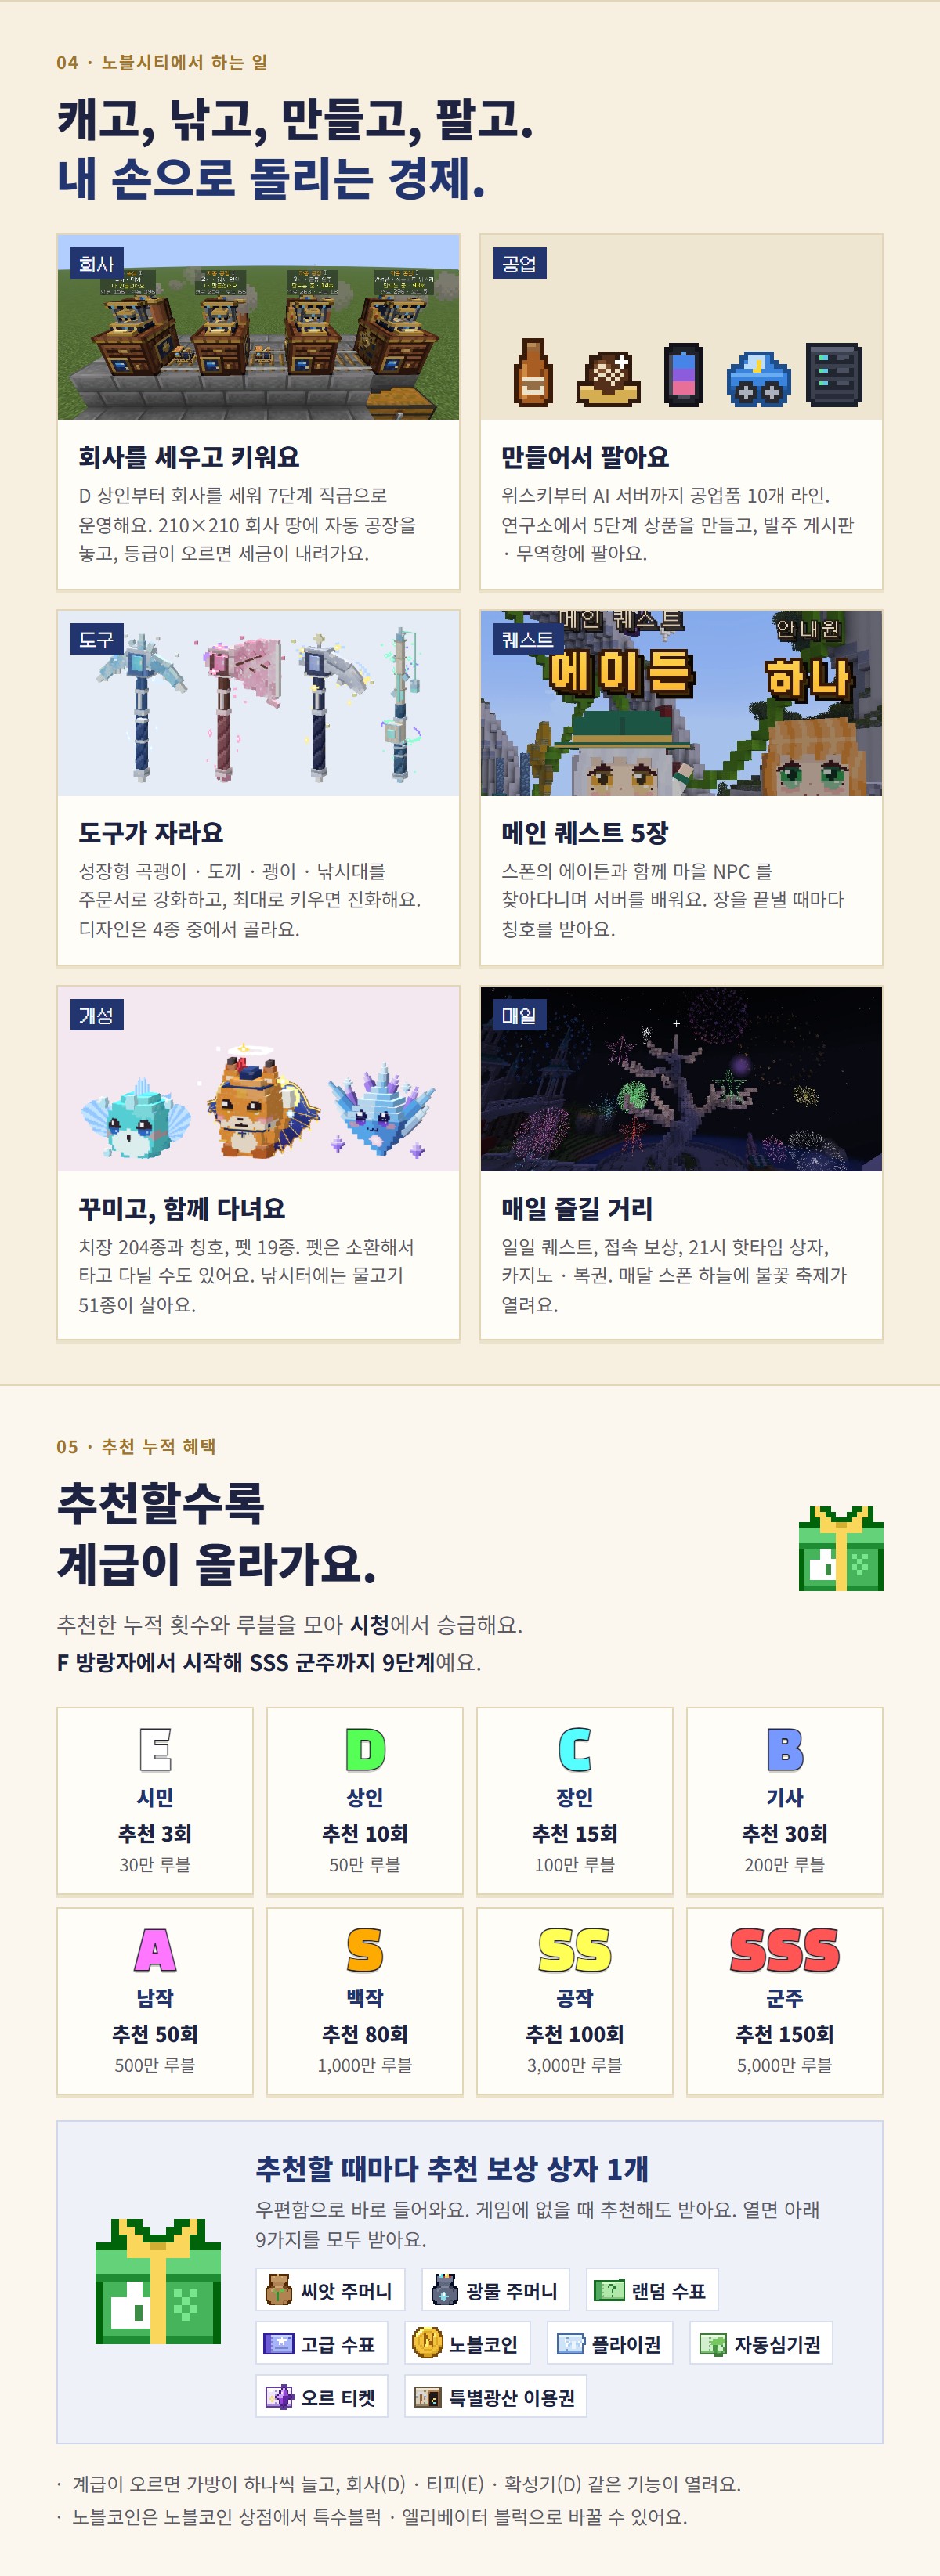 04 · 노블시티에서 하는 일
캐고, 낚고, 만들고, 팔고.
내 손으로 돌리는 경제.
회사
회사를 세우고 키워요
D 상인부터 회사를 세워 7단계 직급으로
운영해요. 210×210 회사 땅에 자동 공장을
놓고, 등급이 오르면 세금이 내려가요.
공업
만들어서 팔아요
위스키부터 AI 서버까지 공업품 10개 라인.
연구소에서 5단계 상품을 만들고, 발주 게시판
· 무역항에 팔아요.
도구
도구가 자라요
성장형 곡괭이 · 도끼 · 괭이 · 낚시대를
주문서로 강화하고, 최대로 키우면 진화해요.
디자인은 4종 중에서 골라요.
퀘스트
메인 퀘스트
에이든
안내원
하나
메인 퀘스트 5장
스폰의 에이든과 함께 마을 NPC 를
찾아다니며 서버를 배워요. 장을 끝낼 때마다
칭호를 받아요.
개성
꾸미고, 함께 다녀요
치장 204종과 칭호, 펫 19종. 펫은 소환해서
타고 다닐 수도 있어요. 낚시터에는 물고기
51종이 살아요.
매일
매일 즐길 거리
일일 퀘스트, 접속 보상, 21시 핫타임 상자,
카지노 · 복권. 매달 스폰 하늘에 불꽃 축제가
열려요.
05 · 추천 누적 혜택
추천할수록
계급이 올라가요.
추천한 누적 횟수와 루블을 모아 시청에서 승급해요.
F 방랑자에서 시작해 SSS 군주까지 9단계예요.
E
시민
추천 3회
30만 루블
D
상인
추천 10회
50만 루블
C
장인
추천 15회
100만 루블
B
기사
추천 30회
200만 루블
A
남작
추천 50회
500만 루블
S
백작
추천 80회
1,000만 루블
SS
공작
추천 100회
3,000만 루블
SSS
군주
추천 150회
5,000만 루블
추천할 때마다 추천 보상 상자 1개
우편함으로 바로 들어와요. 게임에 없을 때 추천해도 받아요. 열면 아래
9가지를 모두 받아요.
씨앗 주머니
광물 주머니
랜덤 수표
고급 수표
노블코인
플라이권
자동심기권
오르 티켓
특별광산 이용권
· 계급이 오르면 가방이 하나씩 늘고, 회사(D) · 티피(E) · 확성기(D) 같은 기능이 열려요.
· 노블코인은 노블코인 상점에서 특수블럭 · 엘리베이터 블럭으로 바꿀 수 있어요.